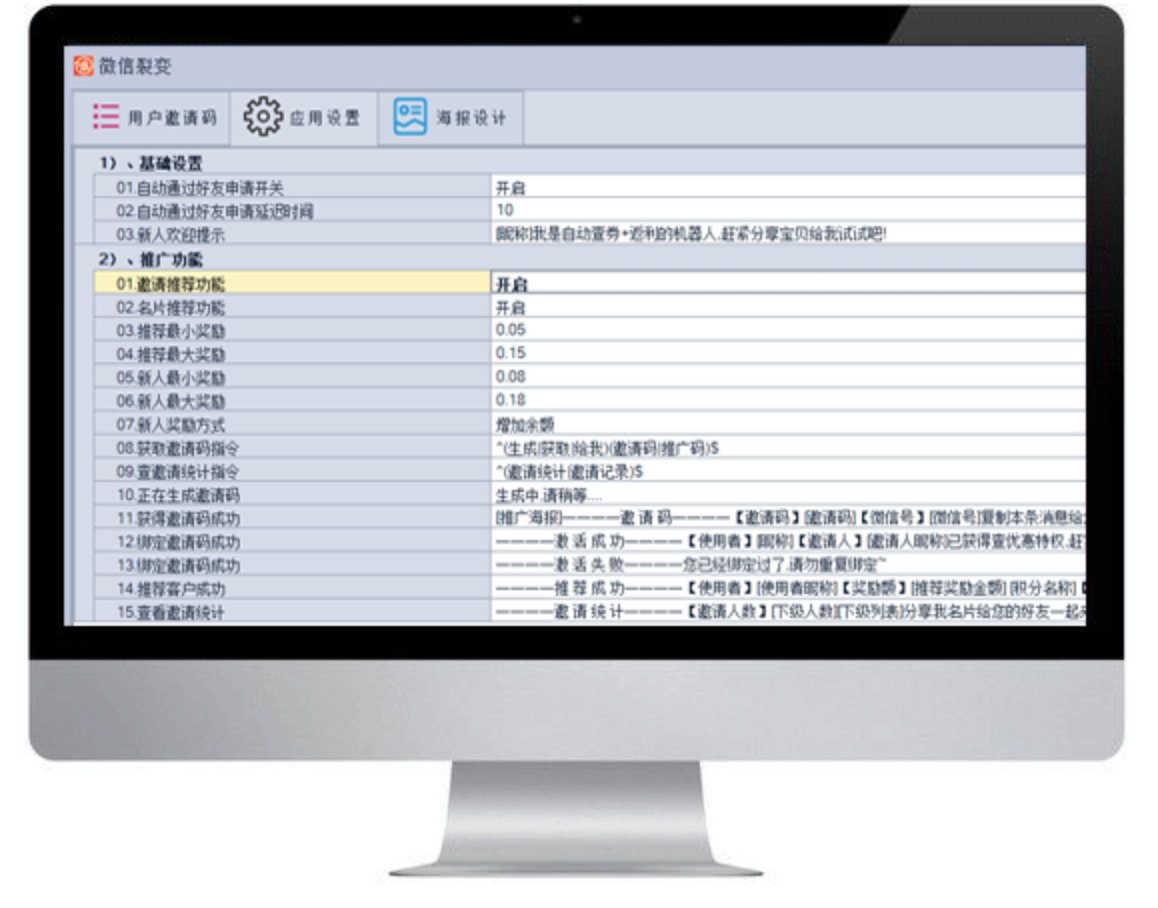 微信裂变
用户邀请码 应用设置 海报设计
1)、基础设置
01.自动通过好友申请开关 开启
02.自动通过好友申请延迟时间 10
03.新人欢迎提示 [昵称]我是自动查券+返利的机器人,赶紧分享宝贝给我试试吧!
2)、推广功能
01.邀请推荐功能 开启
02.名片推荐功能 开启
03.推荐最小奖励 0.05
04.推荐最大奖励 0.15
05.新人最小奖励 0.08
06.新人最大奖励 0.18
07.新人奖励方式 增加余额
08.获取邀请码指令 ^(生成|获取|给我)(邀请码|推广码)$
09.查邀请统计指令 ^(邀请统计|邀请记录)$
10.正在生成邀请码 生成中,请稍等....
11.获得邀请码成功 [推广海报]————邀 请 码————【邀请码】[邀请码]【微信号】[微信号]复制本条消息给
12.绑定邀请码成功 ————激 活 成 功————【使用者】[昵称]【邀请人】[邀请人昵称]已获得查优惠特权,赶
13.绑定邀请码成功 ————激 活 失 败————您已经绑定过了,请勿重复绑定~
14.推荐客户成功 ————推 荐 成 功————【使用者】[使用者昵称]【奖励额】[推荐奖励金额] [积分名称]【
15.查看邀请统计 ————邀 请 统 计————【邀请人数】[下级人数][下级列表]分享我名片给您的好友一起